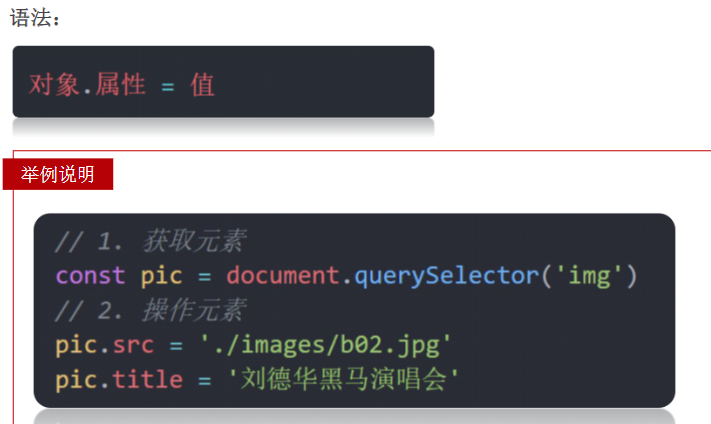 语法：
对象.属性 = 值
举例说明
// 1. 获取元素
const pic = document.querySelector('img')
// 2. 操作元素
pic.src = './images/b02.jpg'
pic.title = '刘德华黑马演唱会'